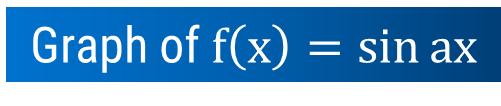 Graph of f(x) = sin ax